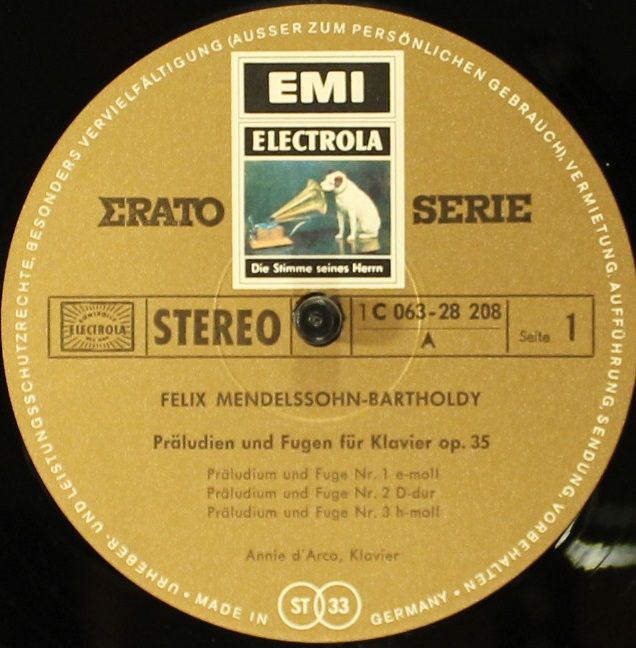 URHEBER- UND LEISTUNGSSCHUTZRECHTE, BESONDERS VERVIELFÄLTIGUNG (AUSSER ZUM PERSÖNLICHEN GEBRAUCH), VERMIETUNG, AUFFÜHRUNG, SENDUNG, VORBEHALTEN
EMI
ELECTROLA
ΣRATO SERIE
Die Stimme seines Herrn
ELECTROLA
STEREO
1 C 063-28 208
A
Seite 1
FELIX MENDELSSOHN-BARTHOLDY
Präludien und Fugen für Klavier op. 35
Präludium und Fuge Nr. 1 e-moll
Präludium und Fuge Nr. 2 D-dur
Präludium und Fuge Nr. 3 h-moll
Annie d'Arco, Klavier
• MADE IN GERMANY •
ST 33